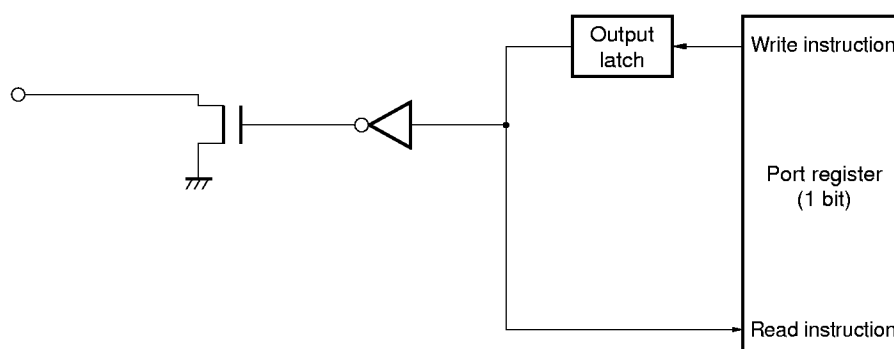 Output
latch
Write instruction
Port register
(1 bit)
Read instruction